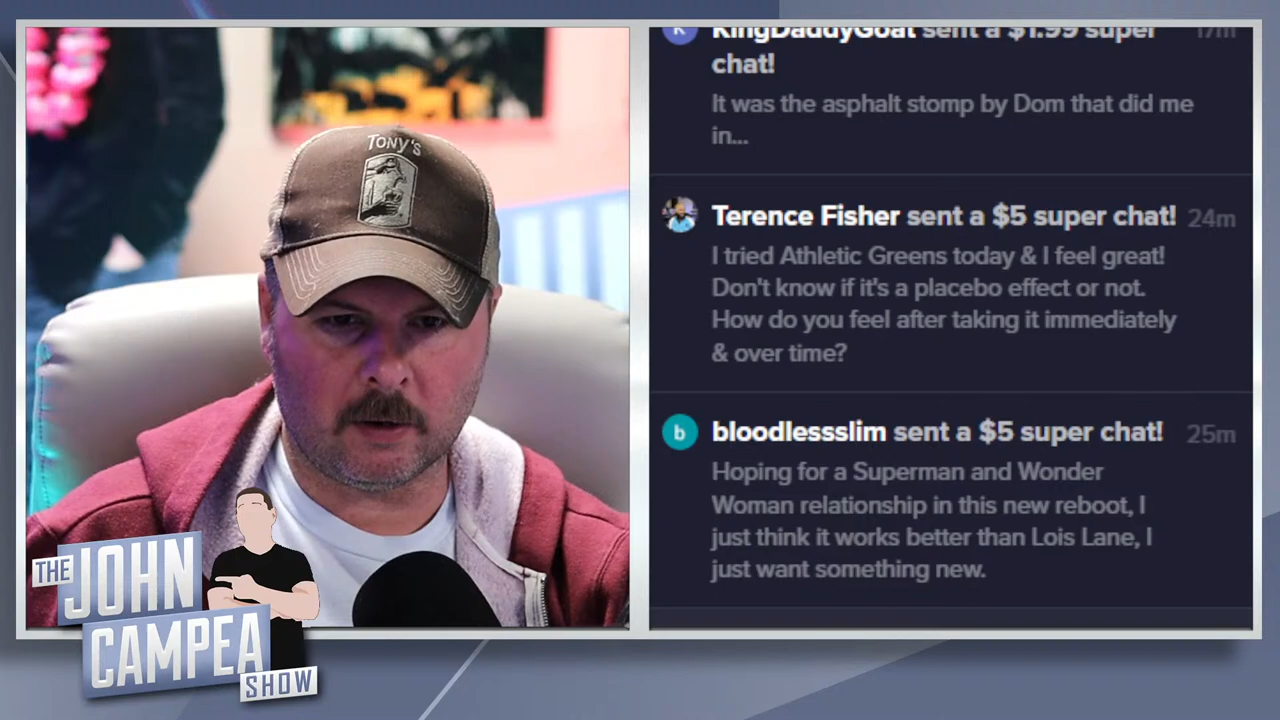 TONY'S
THE
JOHN
CAMPEA
SHOW
K
KingDaddyGoat sent a $1.99 super 17m
chat!
It was the asphalt stomp by Dom that did me
in...
Terence Fisher sent a $5 super chat! 24m
I tried Athletic Greens today & I feel great!
Don't know if it's a placebo effect or not.
How do you feel after taking it immediately
& over time?
b
bloodlessslim sent a $5 super chat! 25m
Hoping for a Superman and Wonder
Woman relationship in this new reboot, I
just think it works better than Lois Lane, I
just want something new.